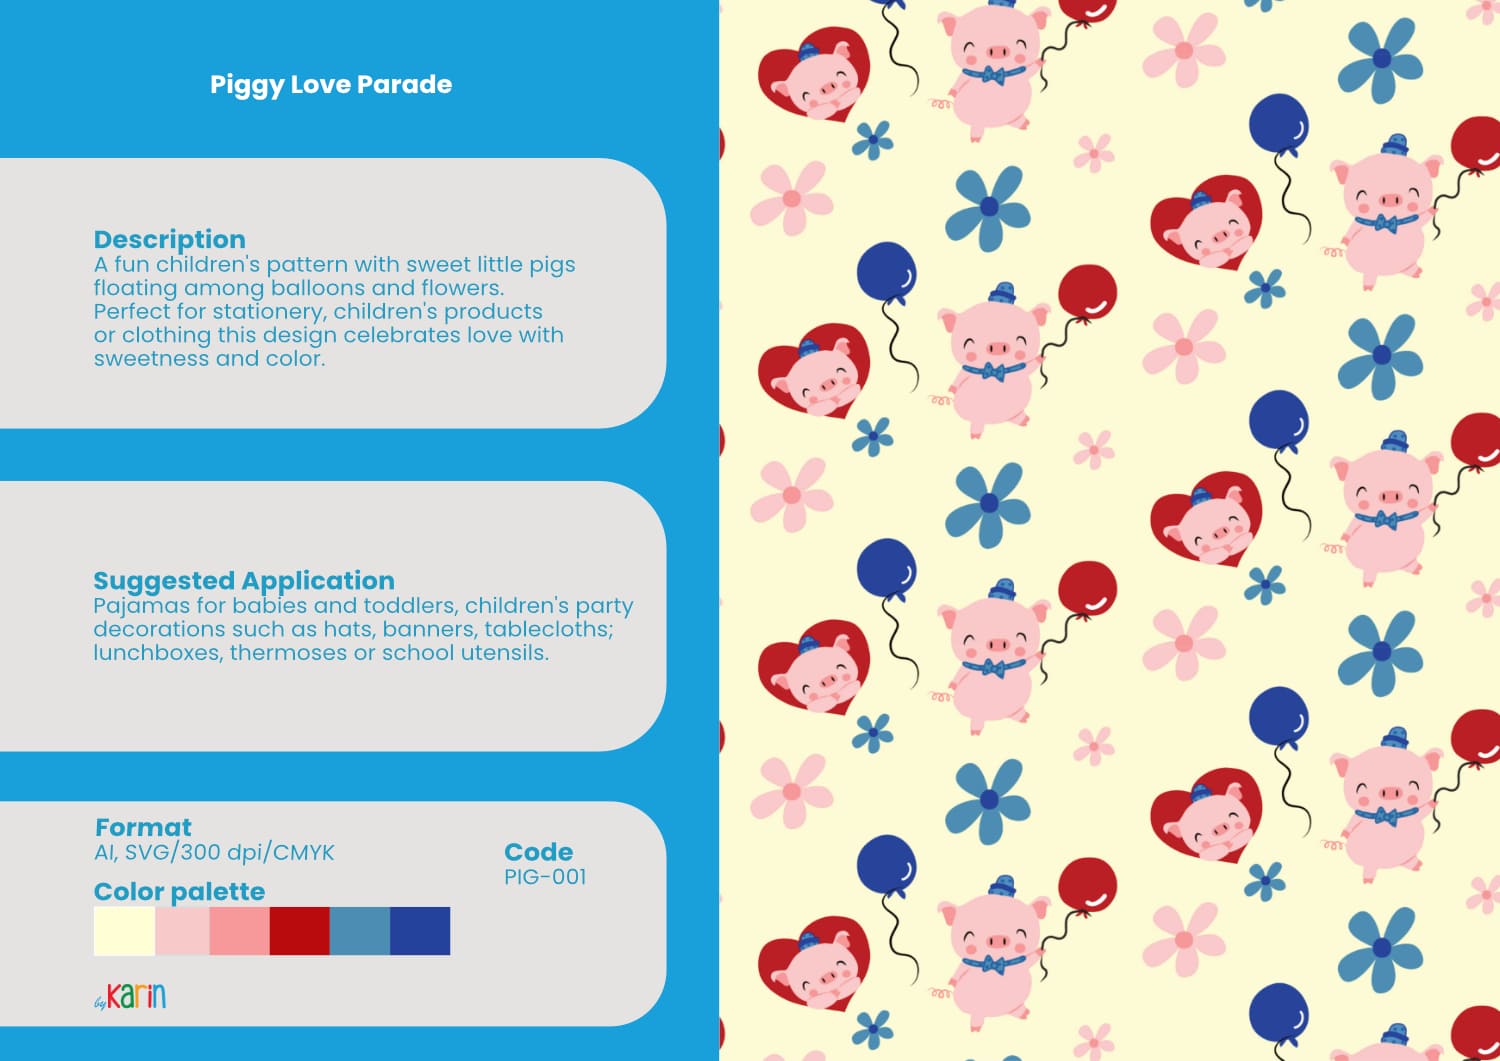 Piggy Love Parade
Description
A fun children's pattern with sweet little pigs
floating among balloons and flowers.
Perfect for stationery, children's products
or clothing this design celebrates love with
sweetness and color.
Suggested Application
Pajamas for babies and toddlers, children's party
decorations such as hats, banners, tablecloths;
lunchboxes, thermoses or school utensils.
Format
AI, SVG/300 dpi/CMYK
Code
PIG-001
Color palette
by Karin